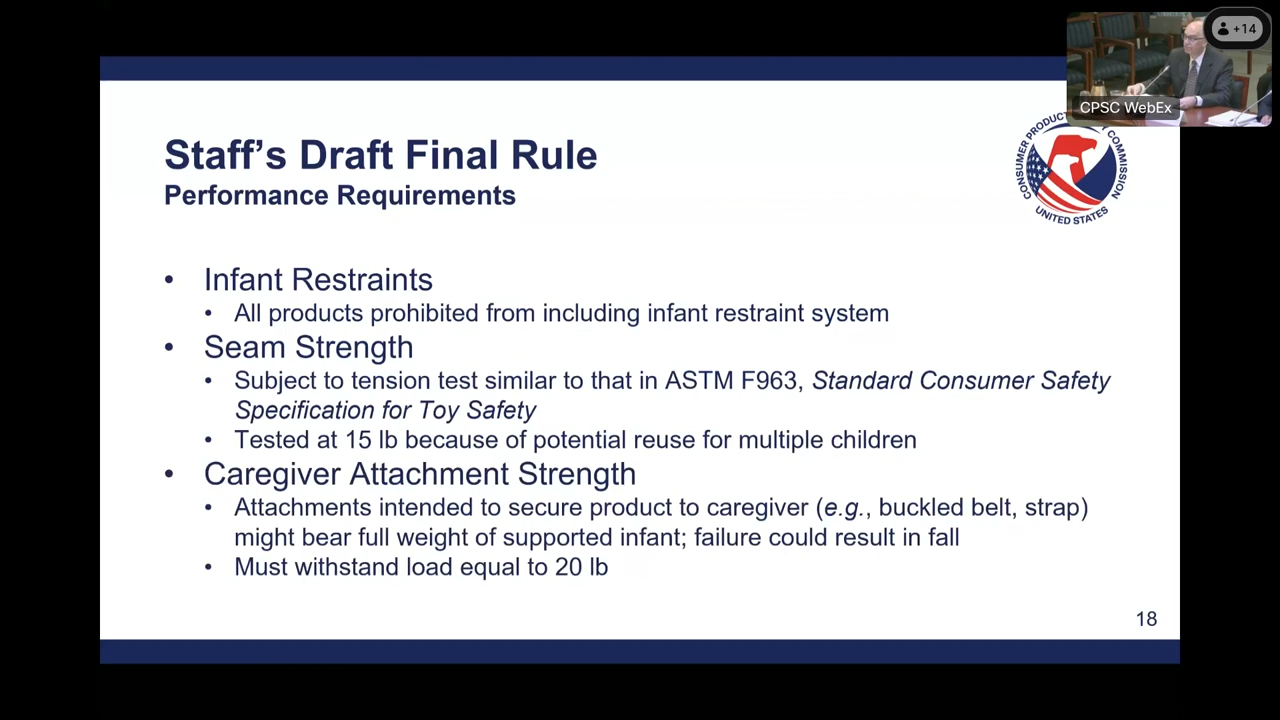 +14
CPSC WebEx
Staff's Draft Final Rule
Performance Requirements
UNITED STATES
• Infant Restraints
• All products prohibited from including infant restraint system
• Seam Strength
• Subject to tension test similar to that in ASTM F963, Standard Consumer Safety
Specification for Toy Safety
• Tested at 15 lb because of potential reuse for multiple children
• Caregiver Attachment Strength
• Attachments intended to secure product to caregiver (e.g., buckled belt, strap)
might bear full weight of supported infant; failure could result in fall
• Must withstand load equal to 20 lb
18